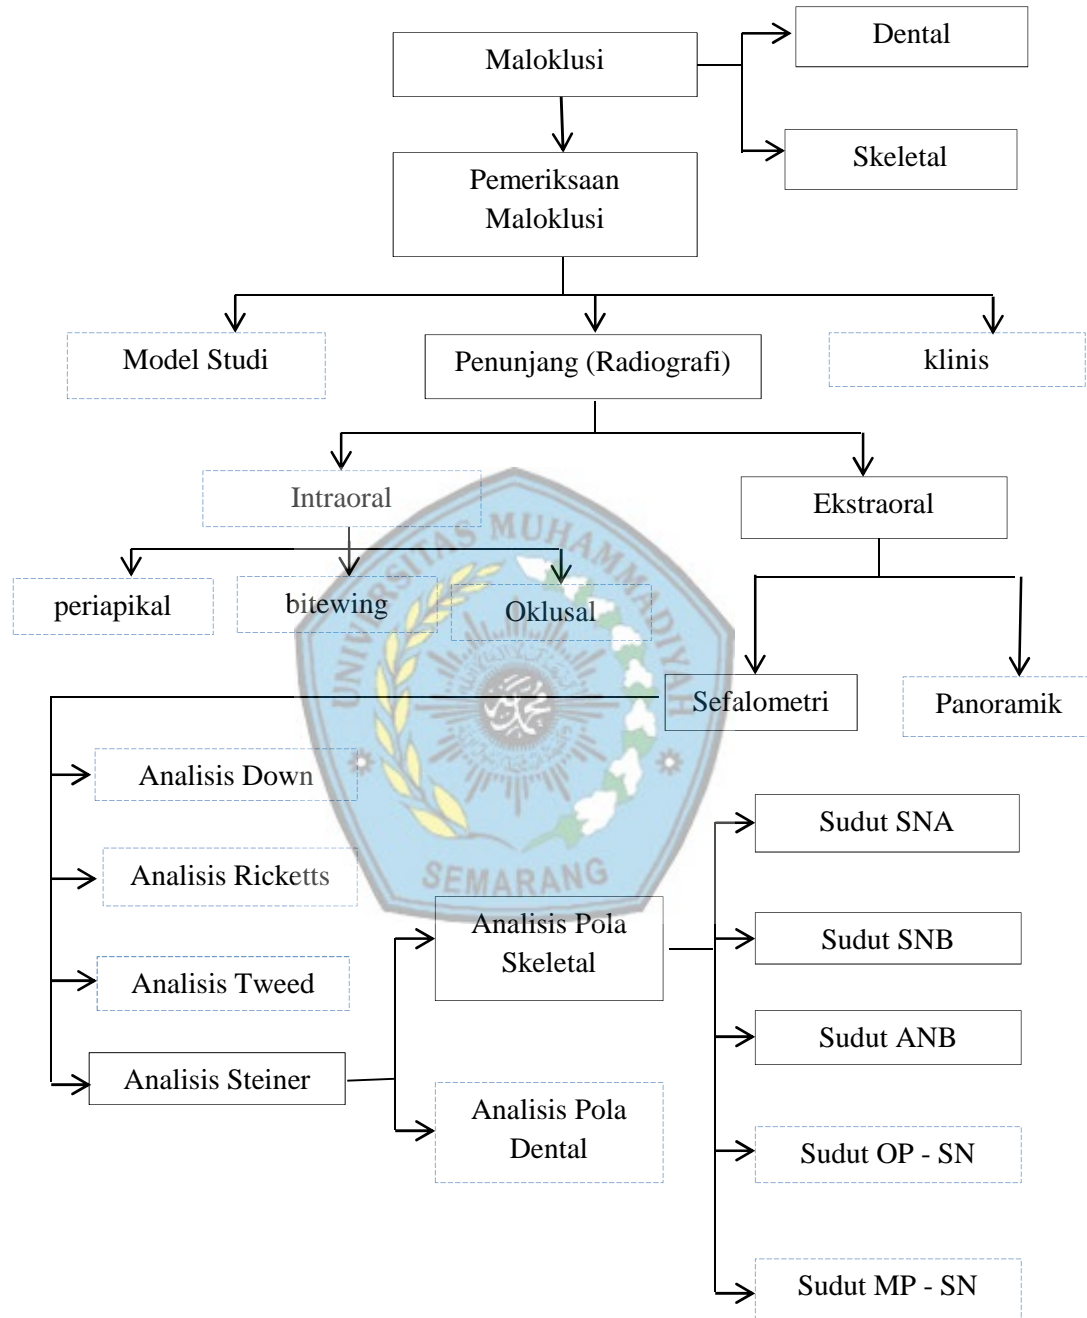 Maloklusi
Dental
Skeletal
Pemeriksaan
Maloklusi
Model Studi
Penunjang (Radiografi)
klinis
Intraoral
Ekstraoral
periapikal
bitewing
Oklusal
Sefalometri
Panoramik
Analisis Down
Analisis Ricketts
Analisis Tweed
Analisis Steiner
Analisis Pola
Skeletal
Analisis Pola
Dental
Sudut SNA
Sudut SNB
Sudut ANB
Sudut OP - SN
Sudut MP - SN
UNIVERSITAS MUHAMMADIYAH
SEMARANG